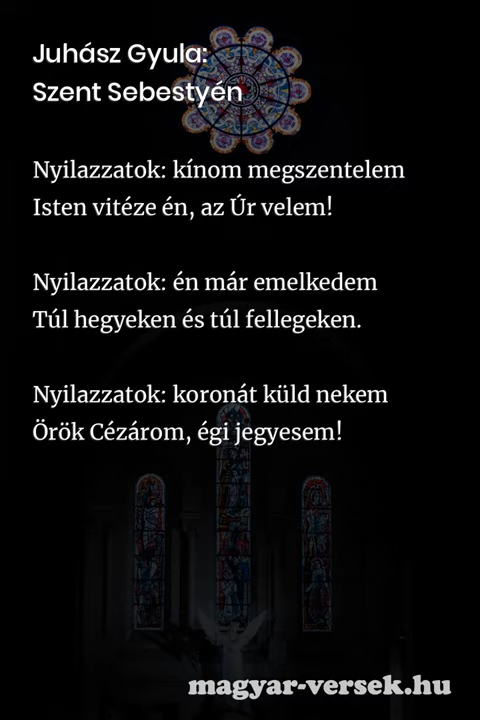 Juhász Gyula:
Szent Sebestyén
Nyilazzatok: kínom megszentelem
Isten vitéze én, az Úr velem!
Nyilazzatok: én már emelkedem
Túl hegyeken és túl fellegeken.
Nyilazzatok: koronát küld nekem
Örök Cézárom, égi jegyesem!
magyar-versek.hu